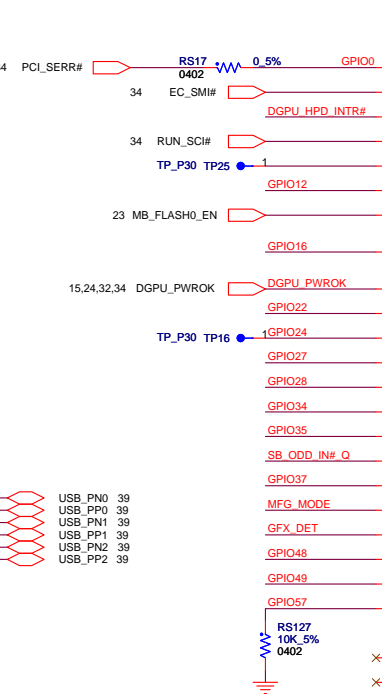 4 PCI_SERR# RS17 0_5% GPIO0
0402
34 EC_SMI#
DGPU_HPD_INTR#
34 RUN_SCI#
TP_P30 TP25 1
GPIO12
23 MB_FLASH0_EN
GPIO16
15,24,32,34 DGPU_PWROK DGPU_PWROK
GPIO22
TP_P30 TP16 1 GPIO24
GPIO27
GPIO28
GPIO34
GPIO35
SB_ODD_IN#_Q
GPIO37
USB_PN0 39
MFG_MODE
USB_PP0 39
USB_PN1 39
GFX_DET
USB_PP1 39
USB_PN2 39
GPIO48
USB_PP2 39
GPIO49
GPIO57
RS127
10K_5%
0402